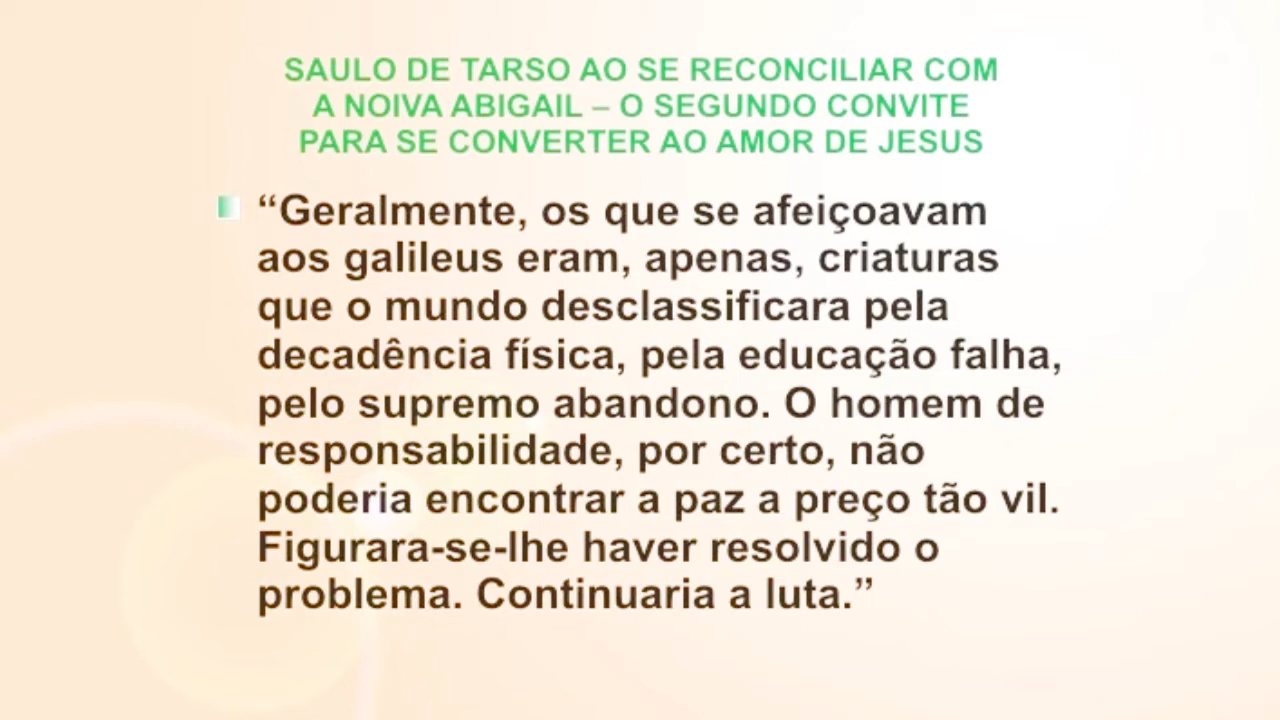 SAULO DE TARSO AO SE RECONCILIAR COM
A NOIVA ABIGAIL – O SEGUNDO CONVITE
PARA SE CONVERTER AO AMOR DE JESUS
“Geralmente, os que se afeiçoavam
aos galileus eram, apenas, criaturas
que o mundo desclassificara pela
decadência física, pela educação falha,
pelo supremo abandono. O homem de
responsabilidade, por certo, não
poderia encontrar a paz a preço tão vil.
Figurara-se-lhe haver resolvido o
problema. Continuaria a luta.”